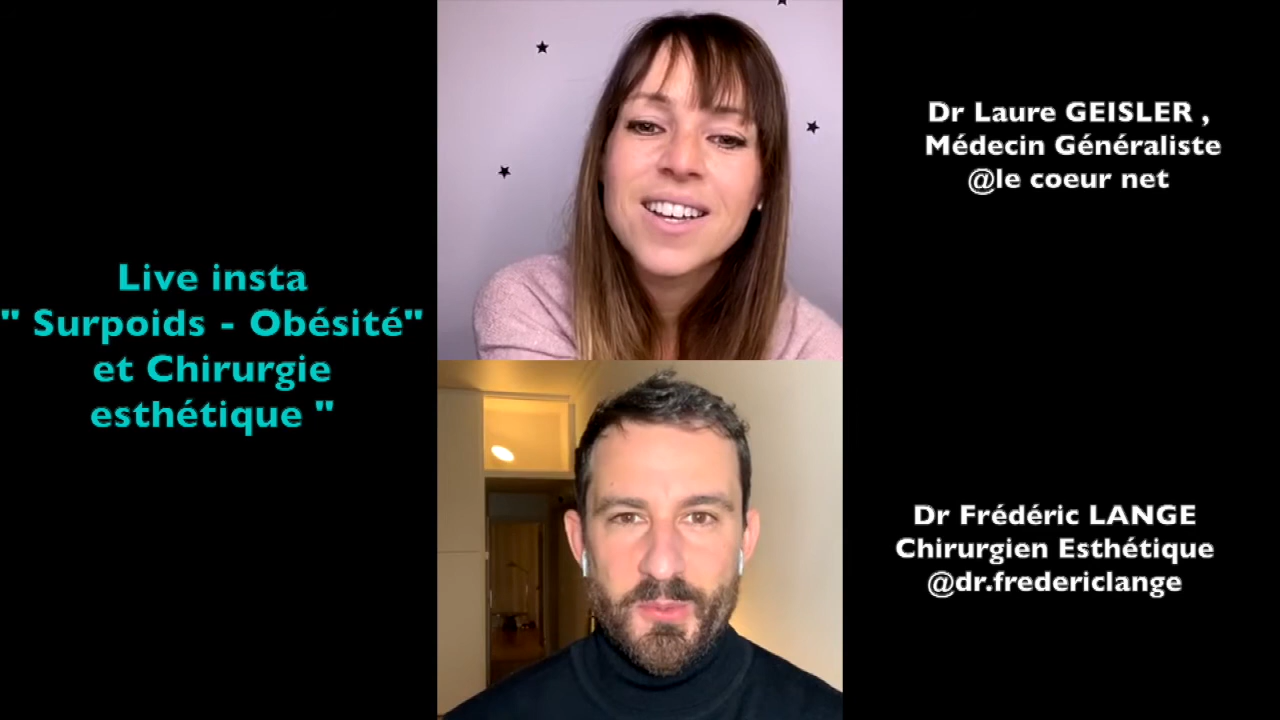 Live insta
" Surpoids - Obésité"
et Chirurgie
esthétique "
Dr Laure GEISLER ,
Médecin Généraliste
@le coeur net
Dr Frédéric LANGE
Chirurgien Esthétique
@dr.fredericlange